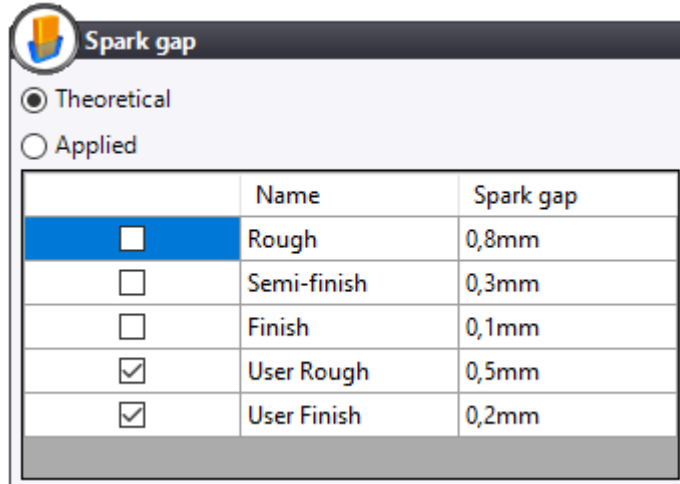 Spark gap
Theoretical
Applied
Name Spark gap
Rough 0,8mm
Semi-finish 0,3mm
Finish 0,1mm
User Rough 0,5mm
User Finish 0,2mm